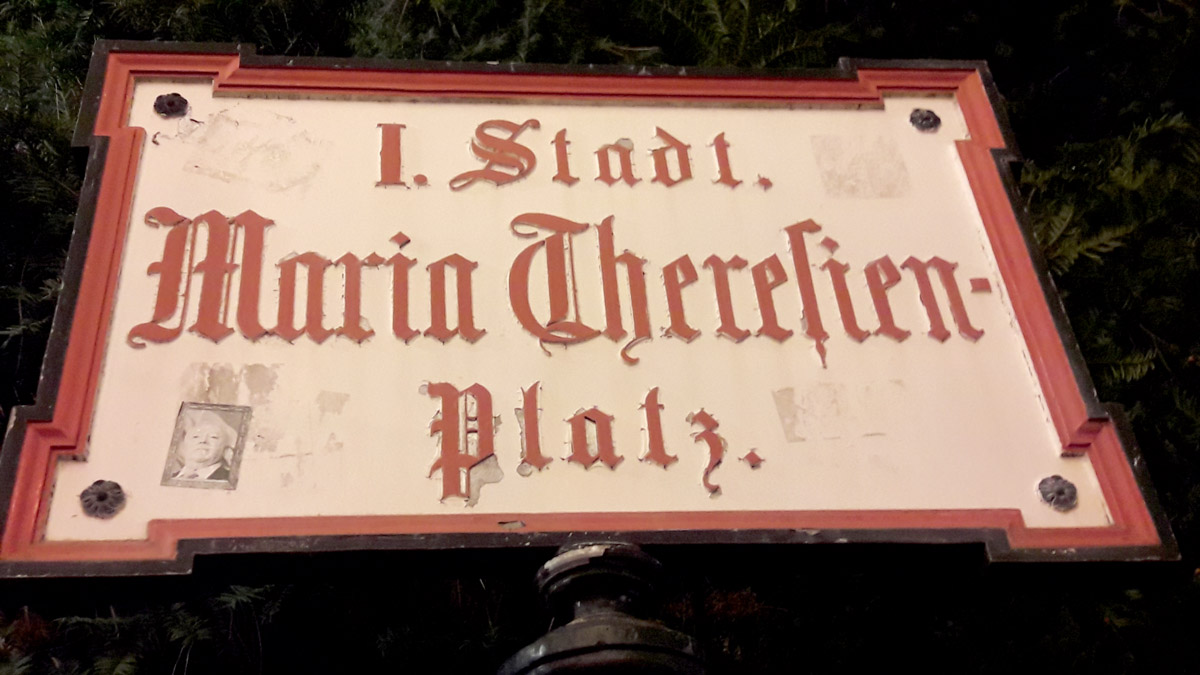 I. Stadt.
Maria Thereſien-
Platz.